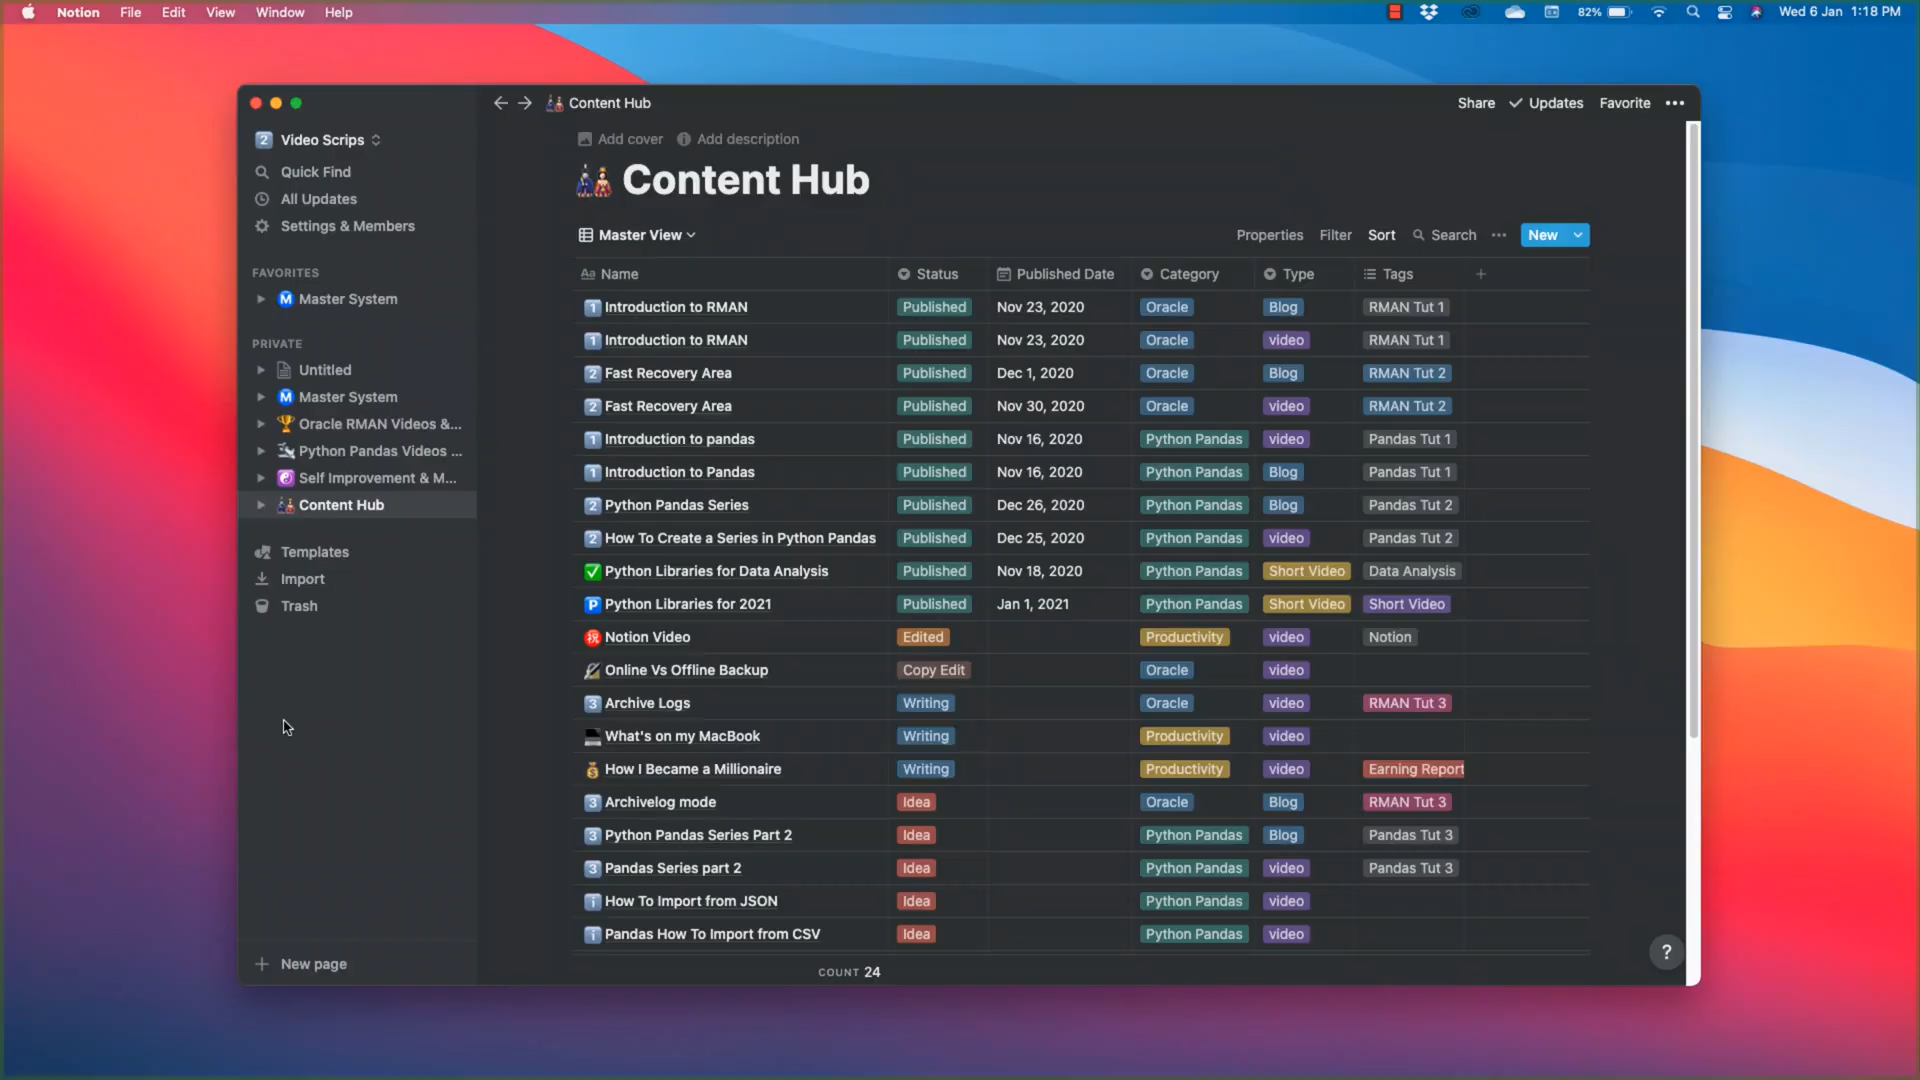 Notion File Edit View Window Help 82% Wed 6 Jan 1:18 PM
Content Hub Share Updates Favorite •••
2 Video Scrips
Quick Find
All Updates
Settings & Members
FAVORITES
M Master System
PRIVATE
Untitled
M Master System
Oracle RMAN Videos &...
Python Pandas Videos ...
Self Improvement & M...
Content Hub
Templates
Import
Trash
New page
Add cover Add description
Content Hub
Master View Properties Filter Sort Search ••• New
Aa Name Status Published Date Category Type Tags +
1 Introduction to RMAN Published Nov 23, 2020 Oracle Blog RMAN Tut 1
1 Introduction to RMAN Published Nov 23, 2020 Oracle video RMAN Tut 1
2 Fast Recovery Area Published Dec 1, 2020 Oracle Blog RMAN Tut 2
2 Fast Recovery Area Published Nov 30, 2020 Oracle video RMAN Tut 2
1 Introduction to pandas Published Nov 16, 2020 Python Pandas video Pandas Tut 1
1 Introduction to Pandas Published Nov 16, 2020 Python Pandas Blog Pandas Tut 1
2 Python Pandas Series Published Dec 26, 2020 Python Pandas Blog Pandas Tut 2
2 How To Create a Series in Python Pandas Published Dec 25, 2020 Python Pandas video Pandas Tut 2
Python Libraries for Data Analysis Published Nov 18, 2020 Python Pandas Short Video Data Analysis
P Python Libraries for 2021 Published Jan 1, 2021 Python Pandas Short Video Short Video
祝 Notion Video Edited Productivity video Notion
Online Vs Offline Backup Copy Edit Oracle video
3 Archive Logs Writing Oracle video RMAN Tut 3
What's on my MacBook Writing Productivity video
How I Became a Millionaire Writing Productivity video Earning Report
3 Archivelog mode Idea Oracle Blog RMAN Tut 3
3 Python Pandas Series Part 2 Idea Python Pandas Blog Pandas Tut 3
3 Pandas Series part 2 Idea Python Pandas video Pandas Tut 3
i How To Import from JSON Idea Python Pandas video
i Pandas How To Import from CSV Idea Python Pandas video
COUNT 24
?